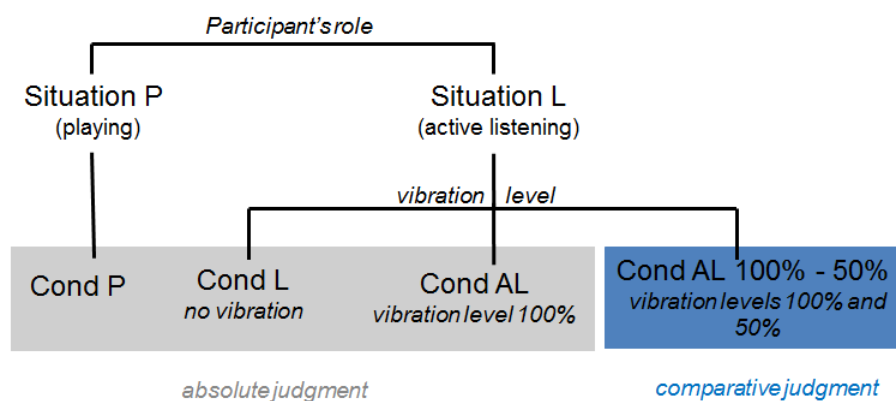 Participant's role
Situation P
(playing)
Situation L
(active listening)
vibration level
Cond P
Cond L
no vibration
Cond AL
vibration level 100%
Cond AL 100% - 50%
vibration levels 100% and
50%
absolute judgment
comparative judgment